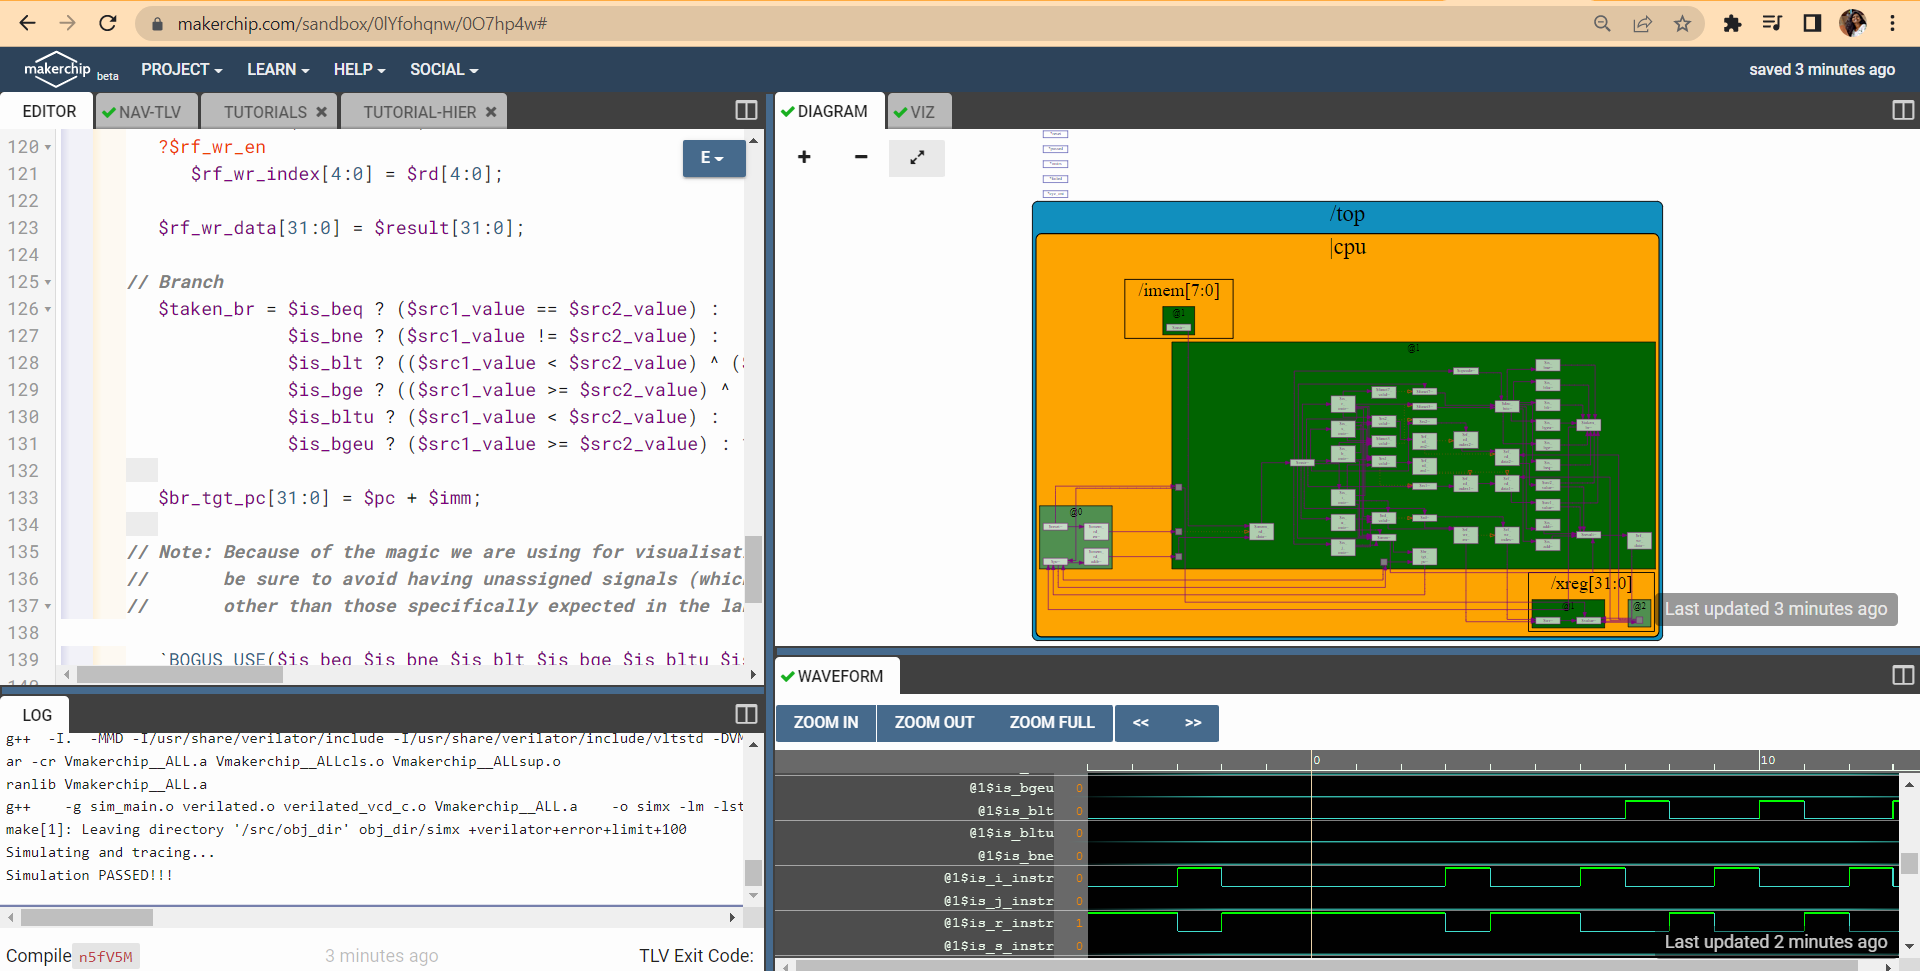 makerchip.com/sandbox/0lYfohqnw/0O7hp4w#
makerchip beta PROJECT LEARN HELP SOCIAL saved 3 minutes ago
EDITOR NAV-TLV TUTORIALS TUTORIAL-HIER
E
120 ?$rf_wr_en
121 $rf_wr_index[4:0] = $rd[4:0];
122
123 $rf_wr_data[31:0] = $result[31:0];
124
125 // Branch
126 $taken_br = $is_beq ? ($src1_value == $src2_value) :
127 $is_bne ? ($src1_value != $src2_value) :
128 $is_blt ? (($src1_value < $src2_value) ^ (
129 $is_bge ? (($src1_value >= $src2_value) ^
130 $is_bltu ? ($src1_value < $src2_value) :
131 $is_bgeu ? ($src1_value >= $src2_value) :
132
133 $br_tgt_pc[31:0] = $pc + $imm;
134
135 // Note: Because of the magic we are using for visualisat
136 // be sure to avoid having unassigned signals (whic
137 // other than those specifically expected in the la
138
139 `BOGUS_USE($is_beq $is_bne $is_blt $is_bge $is_bltu $i
LOG
g++ -I. -MMD -I/usr/share/verilator/include -I/usr/share/verilator/include/vltstd -DVM
ar -cr Vmakerchip__ALL.a Vmakerchip__ALLcls.o Vmakerchip__ALLsup.o
ranlib Vmakerchip__ALL.a
g++ -g sim_main.o verilated.o verilated_vcd_c.o Vmakerchip__ALL.a -o simx -lm -lst
make[1]: Leaving directory '/src/obj_dir' obj_dir/simx +verilator+error+limit+100
Simulating and tracing...
Simulation PASSED!!!
Compile n5fV5M 3 minutes ago TLV Exit Code:
DIAGRAM VIZ
/top
|cpu
/imem[7:0]
@1
@1
@0
/xreg[31:0]
@1 @2
Last updated 3 minutes ago
WAVEFORM
ZOOM IN ZOOM OUT ZOOM FULL << >>
0 10
@1$is_bgeu 0
@1$is_blt 0
@1$is_bltu 0
@1$is_bne 0
@1$is_i_instr 0
@1$is_j_instr 0
@1$is_r_instr 1
@1$is_s_instr 0
Last updated 2 minutes ago